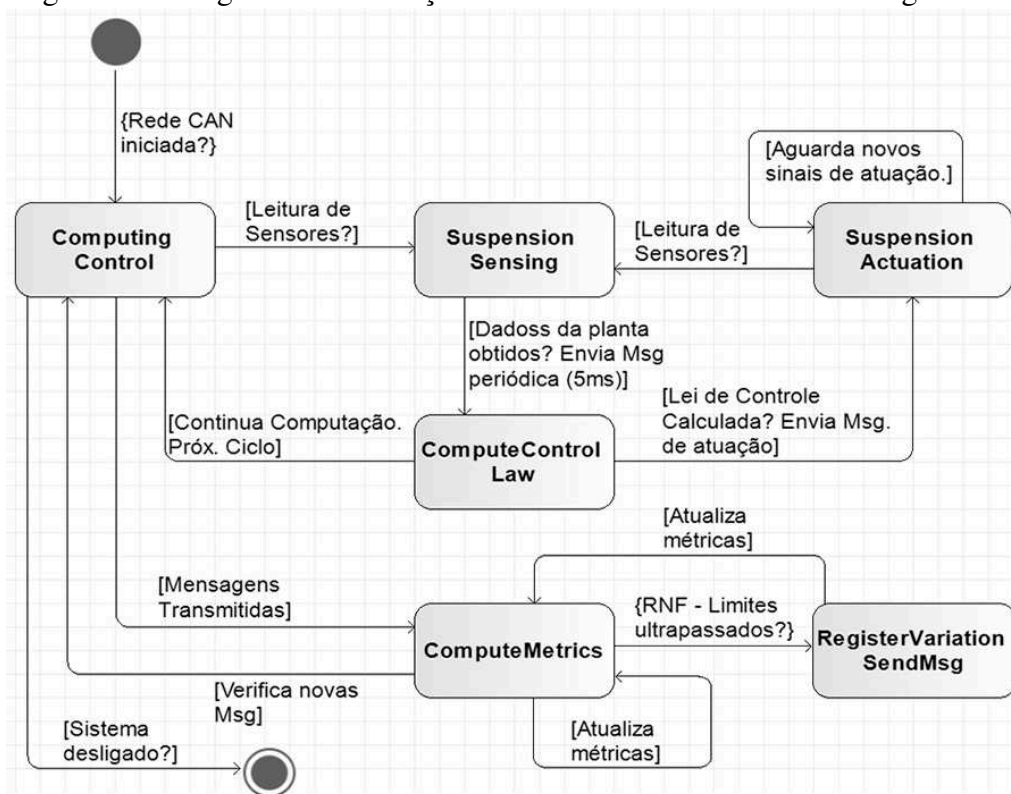 {Rede CAN
iniciada?}
[Aguarda novos
sinais de atuação.]
Computing
Control
[Leitura de
Sensores?]
Suspension
Sensing
[Leitura de
Sensores?]
Suspension
Actuation
[Dadoss da planta
obtidos? Envia Msg
periódica (5ms)]
[Continua Computação.
Próx. Ciclo]
ComputeControl
Law
[Lei de Controle
Calculada? Envia Msg.
de atuação]
[Atualiza
métricas]
[Mensagens
Transmitidas]
ComputeMetrics
{RNF - Limites
ultrapassados?}
RegisterVariation
SendMsg
[Verifica novas
Msg]
[Atualiza
métricas]
[Sistema
desligado?]